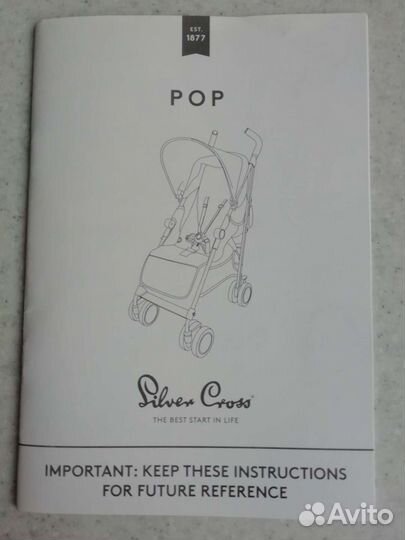 EST.
1877
POP
Silver Cross®
THE BEST START IN LIFE
IMPORTANT: KEEP THESE INSTRUCTIONS
FOR FUTURE REFERENCE
Avito